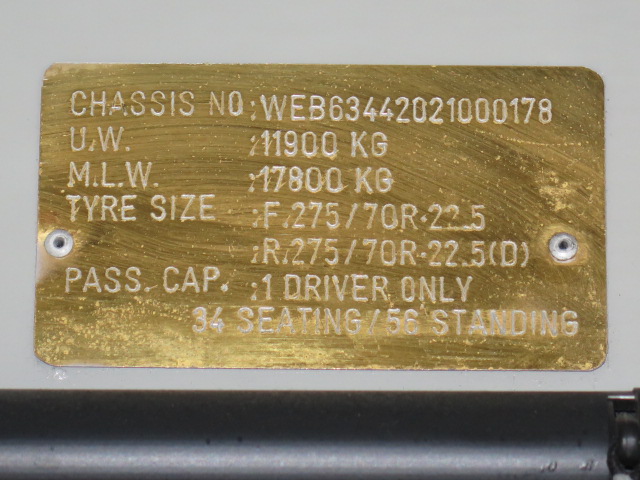 CHASSIS NO :WEB63442021000178
U.W. :11900 KG
M.L.W. :17800 KG
TYRE SIZE :F.275/70R-22.5
:R.275/70R-22.5(D)
PASS. CAP. :1 DRIVER ONLY
34 SEATING/56 STANDING